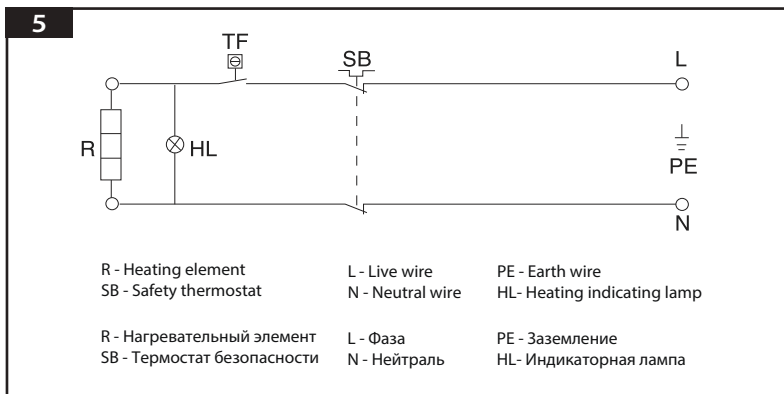 5
TF
SB
L
R
HL
PE
N
R - Heating element L - Live wire PE - Earth wire
SB - Safety thermostat N - Neutral wire HL- Heating indicating lamp
R - Нагревательный элемент L - Фаза PE - Заземление
SB - Термостат безопасности N - Нейтраль HL- Индикаторная лампа